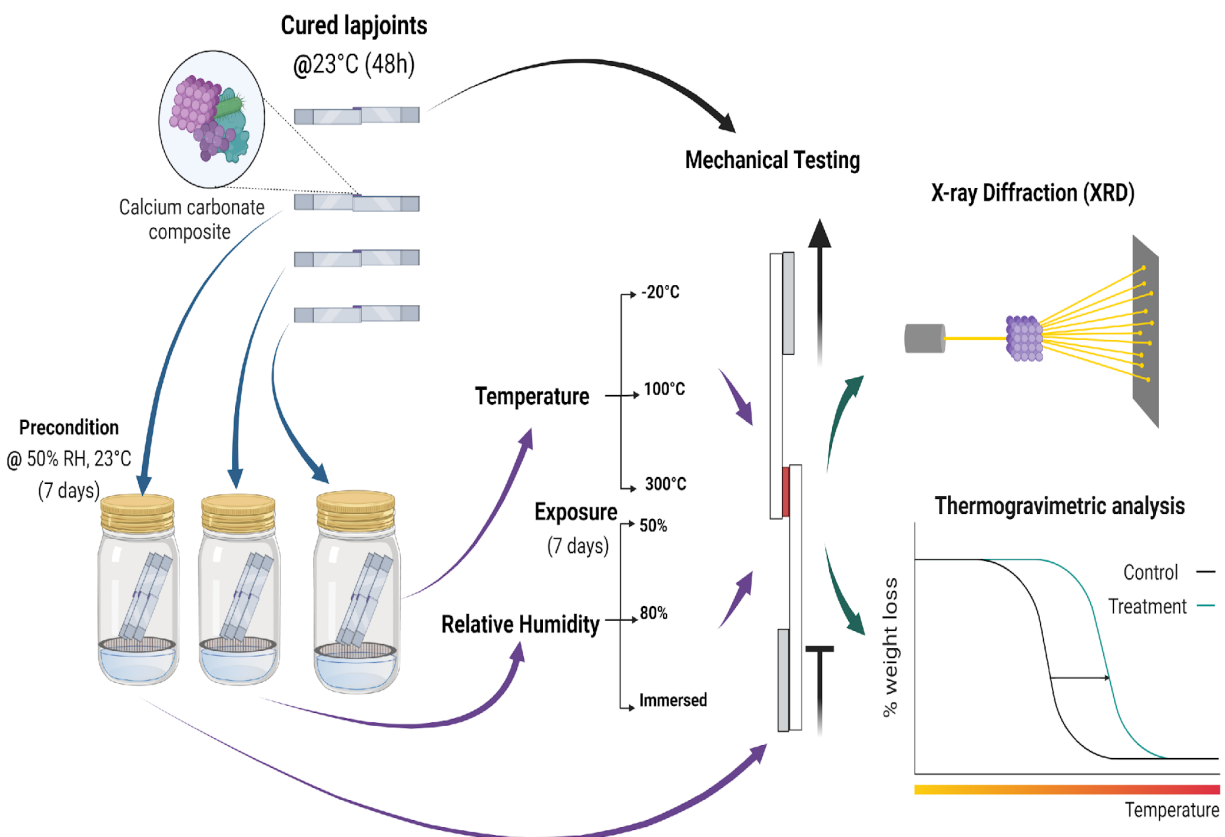 Cured lapjoints
@23°C (48h)
Calcium carbonate
composite
Mechanical Testing
X-ray Diffraction (XRD)
Precondition
@ 50% RH, 23°C
(7 days)
Temperature
-20°C
100°C
300°C
Exposure
(7 days)
50%
Relative Humidity
80%
Immersed
Thermogravimetric analysis
Control
Treatment
% weight loss
Temperature